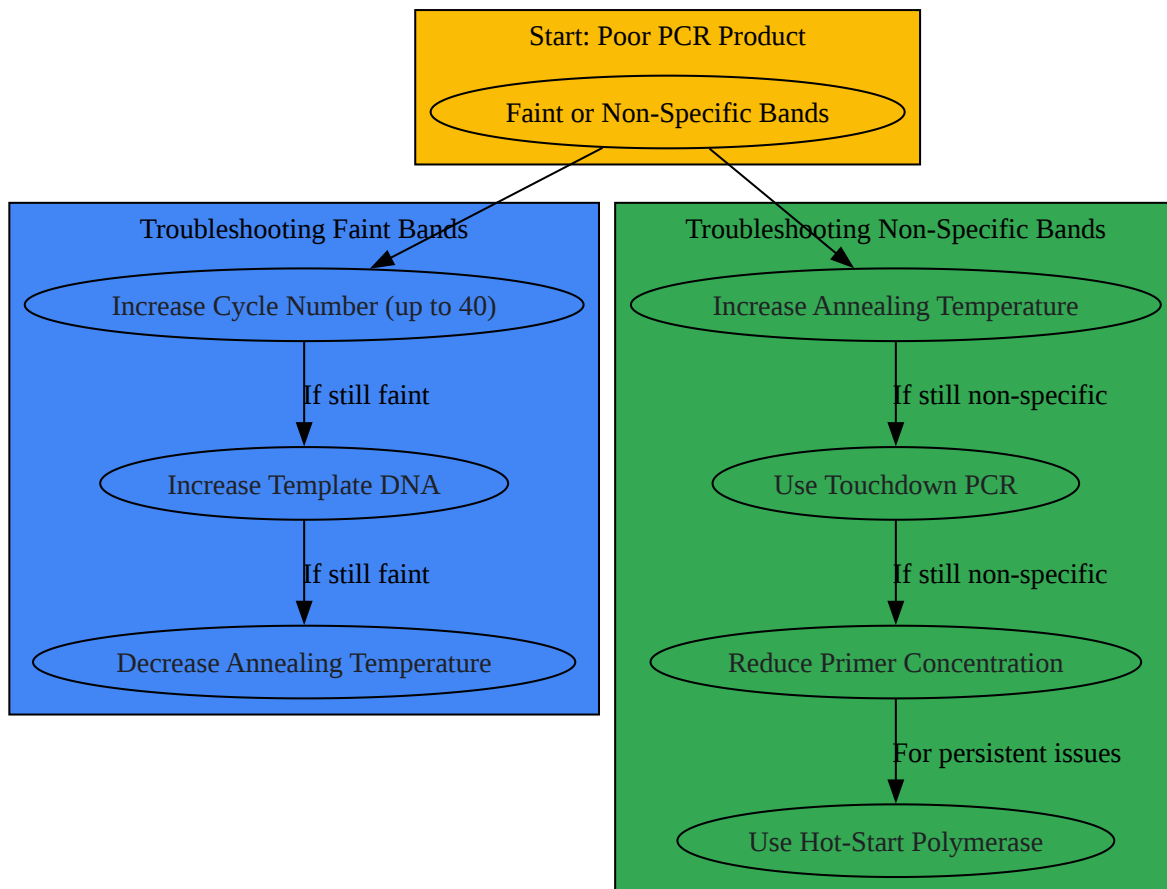 Start: Poor PCR Product
Faint or Non-Specific Bands
Troubleshooting Faint Bands
Increase Cycle Number (up to 40)
If still faint
Increase Template DNA
If still faint
Decrease Annealing Temperature
Troubleshooting Non-Specific Bands
Increase Annealing Temperature
If still non-specific
Use Touchdown PCR
If still non-specific
Reduce Primer Concentration
For persistent issues
Use Hot-Start Polymerase